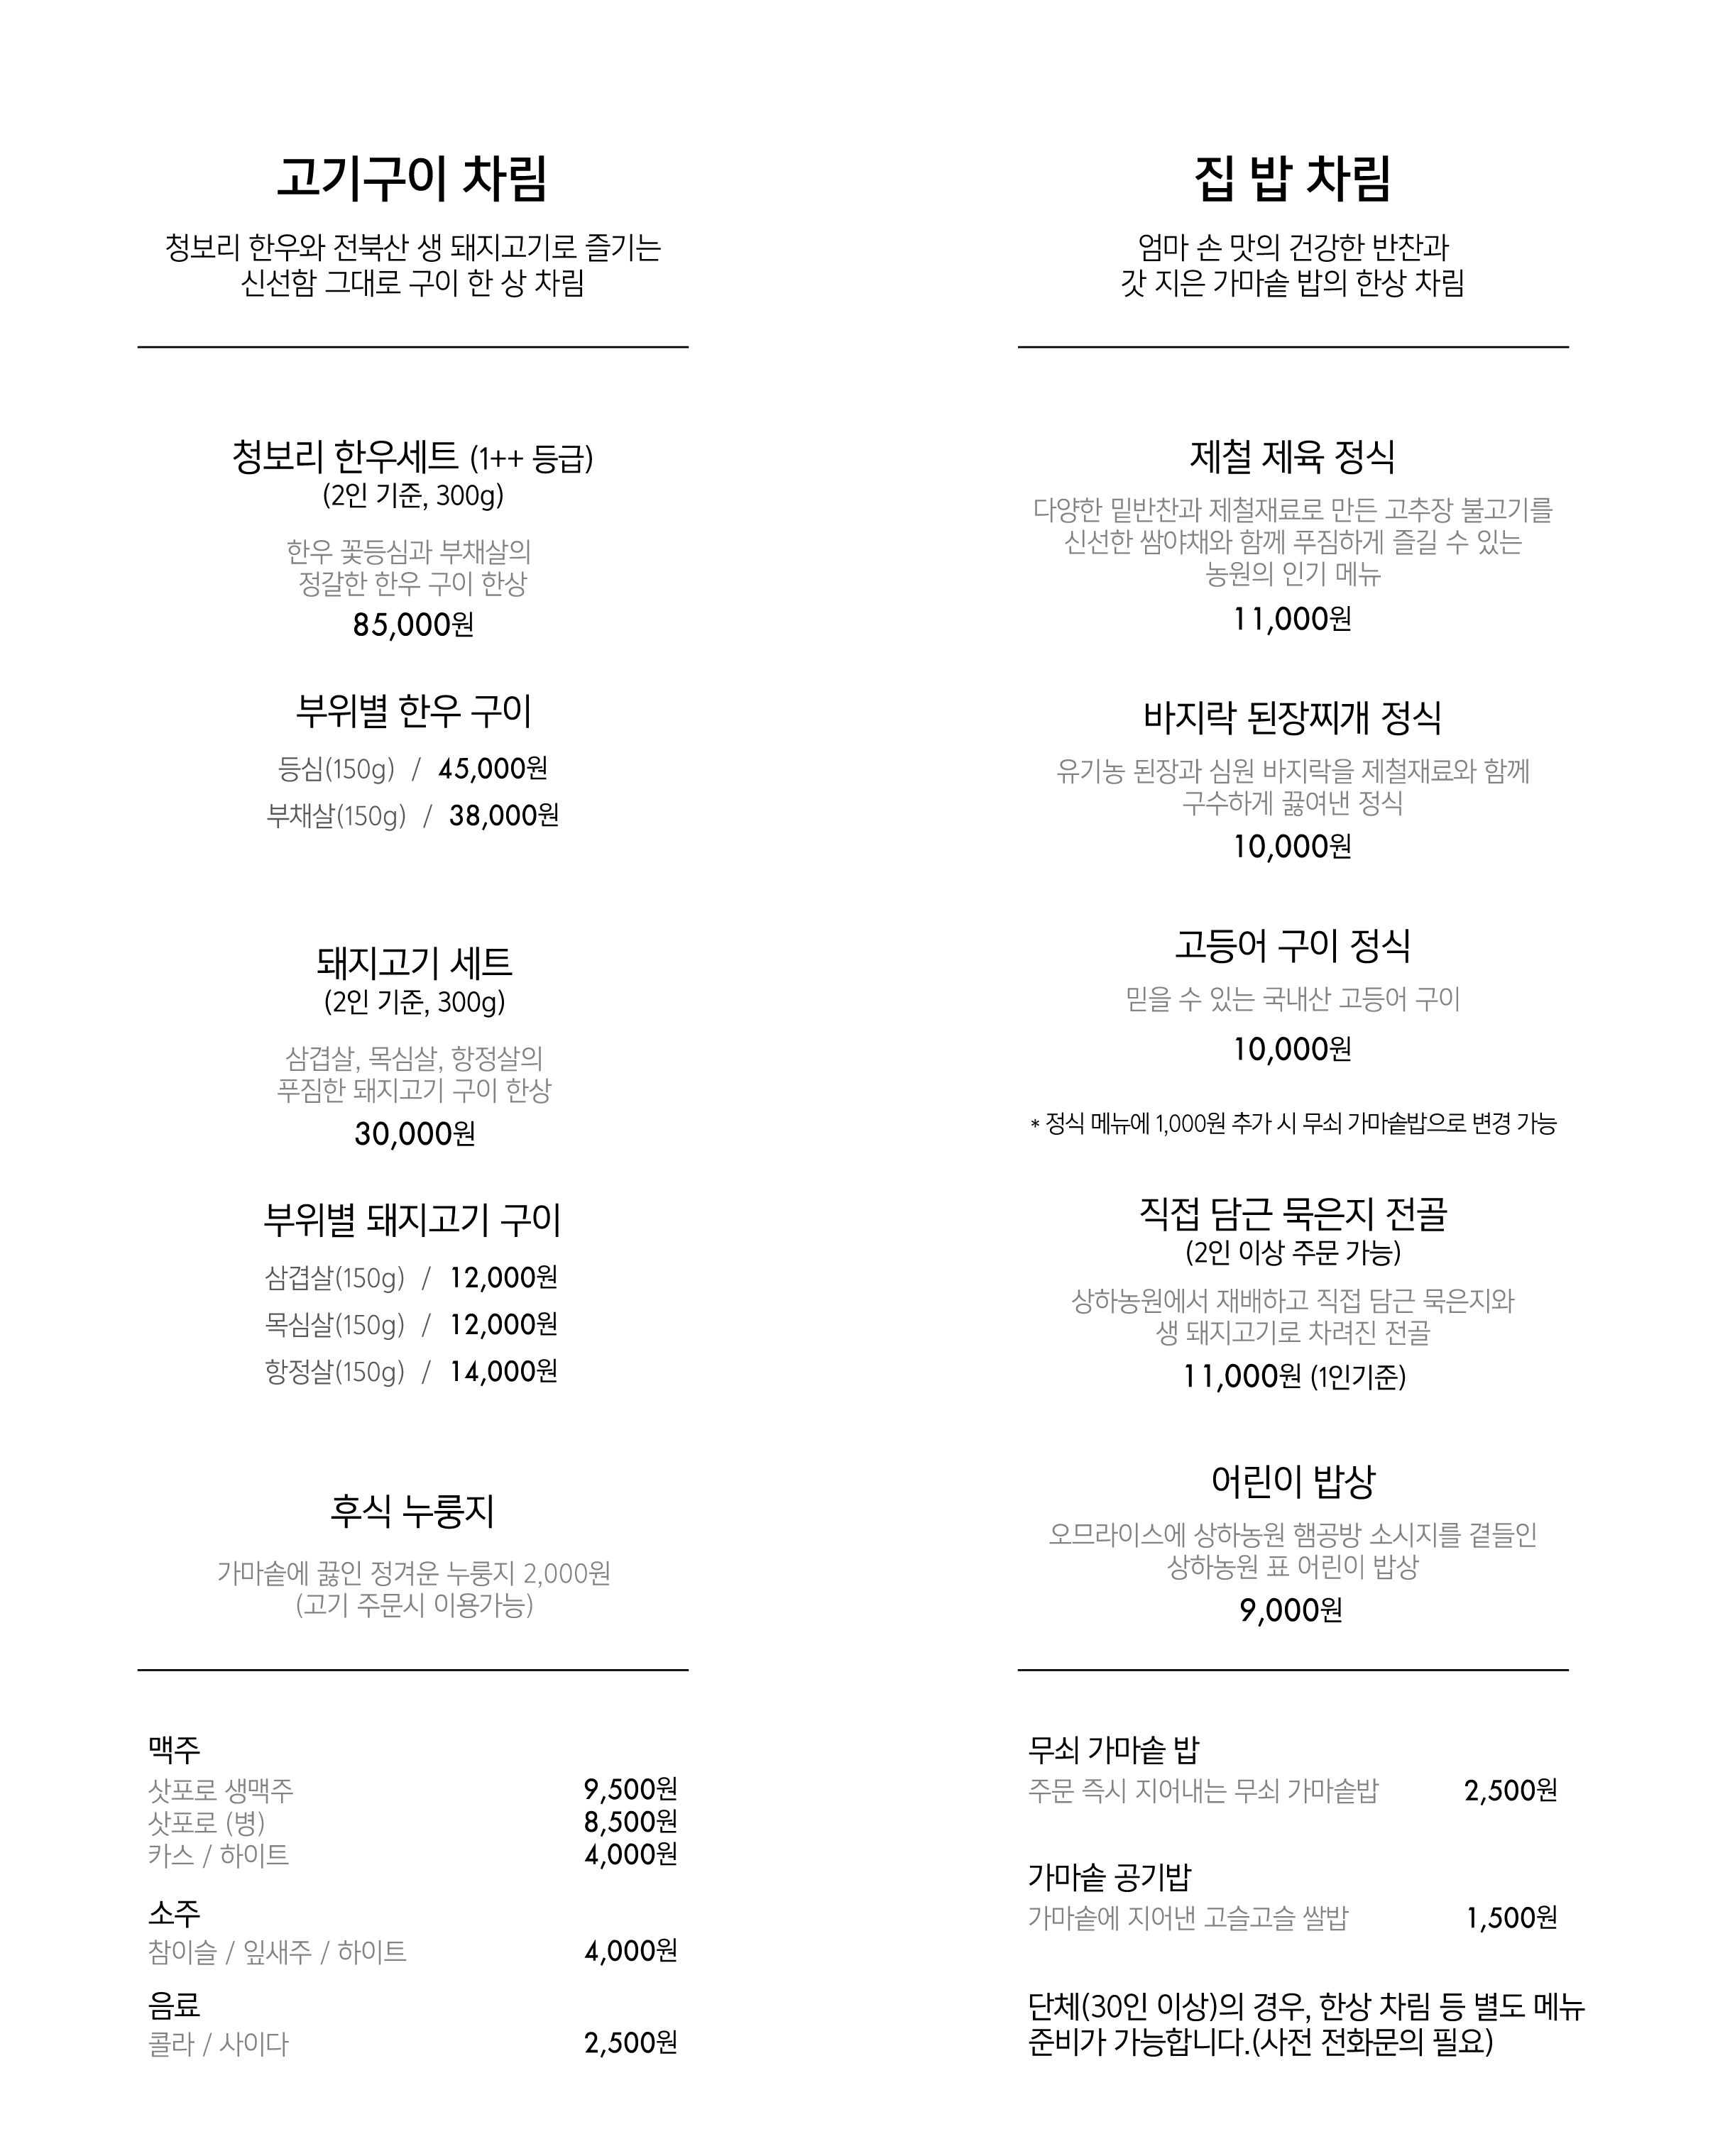 고기구이 차림
청보리 한우와 전북산 생 돼지고기로 즐기는
신선함 그대로 구이 한 상 차림
청보리 한우세트 (1++ 등급)
(2인 기준, 300g)
한우 꽃등심과 부채살의
정갈한 한우 구이 한상
85,000원
부위별 한우 구이
등심(150g) / 45,000원
부채살(150g) / 38,000원
돼지고기 세트
(2인 기준, 300g)
삼겹살, 목심살, 항정살의
푸짐한 돼지고기 구이 한상
30,000원
부위별 돼지고기 구이
삼겹살(150g) / 12,000원
목심살(150g) / 12,000원
항정살(150g) / 14,000원
후식 누룽지
가마솥에 끓인 정겨운 누룽지 2,000원
(고기 주문시 이용가능)
맥주
삿포로 생맥주 9,500원
삿포로 (병) 8,500원
카스 / 하이트 4,000원
소주
참이슬 / 잎새주 / 하이트 4,000원
음료
콜라 / 사이다 2,500원
집 밥 차림
엄마 손 맛의 건강한 반찬과
갓 지은 가마솥 밥의 한상 차림
제철 제육 정식
다양한 밑반찬과 제철재료로 만든 고추장 불고기를
신선한 쌈야채와 함께 푸짐하게 즐길 수 있는
농원의 인기 메뉴
11,000원
바지락 된장찌개 정식
유기농 된장과 심원 바지락을 제철재료와 함께
구수하게 끓여낸 정식
10,000원
고등어 구이 정식
믿을 수 있는 국내산 고등어 구이
10,000원
* 정식 메뉴에 1,000원 추가 시 무쇠 가마솥밥으로 변경 가능
직접 담근 묵은지 전골
(2인 이상 주문 가능)
상하농원에서 재배하고 직접 담근 묵은지와
생 돼지고기로 차려진 전골
11,000원 (1인기준)
어린이 밥상
오므라이스에 상하농원 햄공방 소시지를 곁들인
상하농원 표 어린이 밥상
9,000원
무쇠 가마솥 밥
주문 즉시 지어내는 무쇠 가마솥밥 2,500원
가마솥 공기밥
가마솥에 지어낸 고슬고슬 쌀밥 1,500원
단체(30인 이상)의 경우, 한상 차림 등 별도 메뉴
준비가 가능합니다.(사전 전화문의 필요)